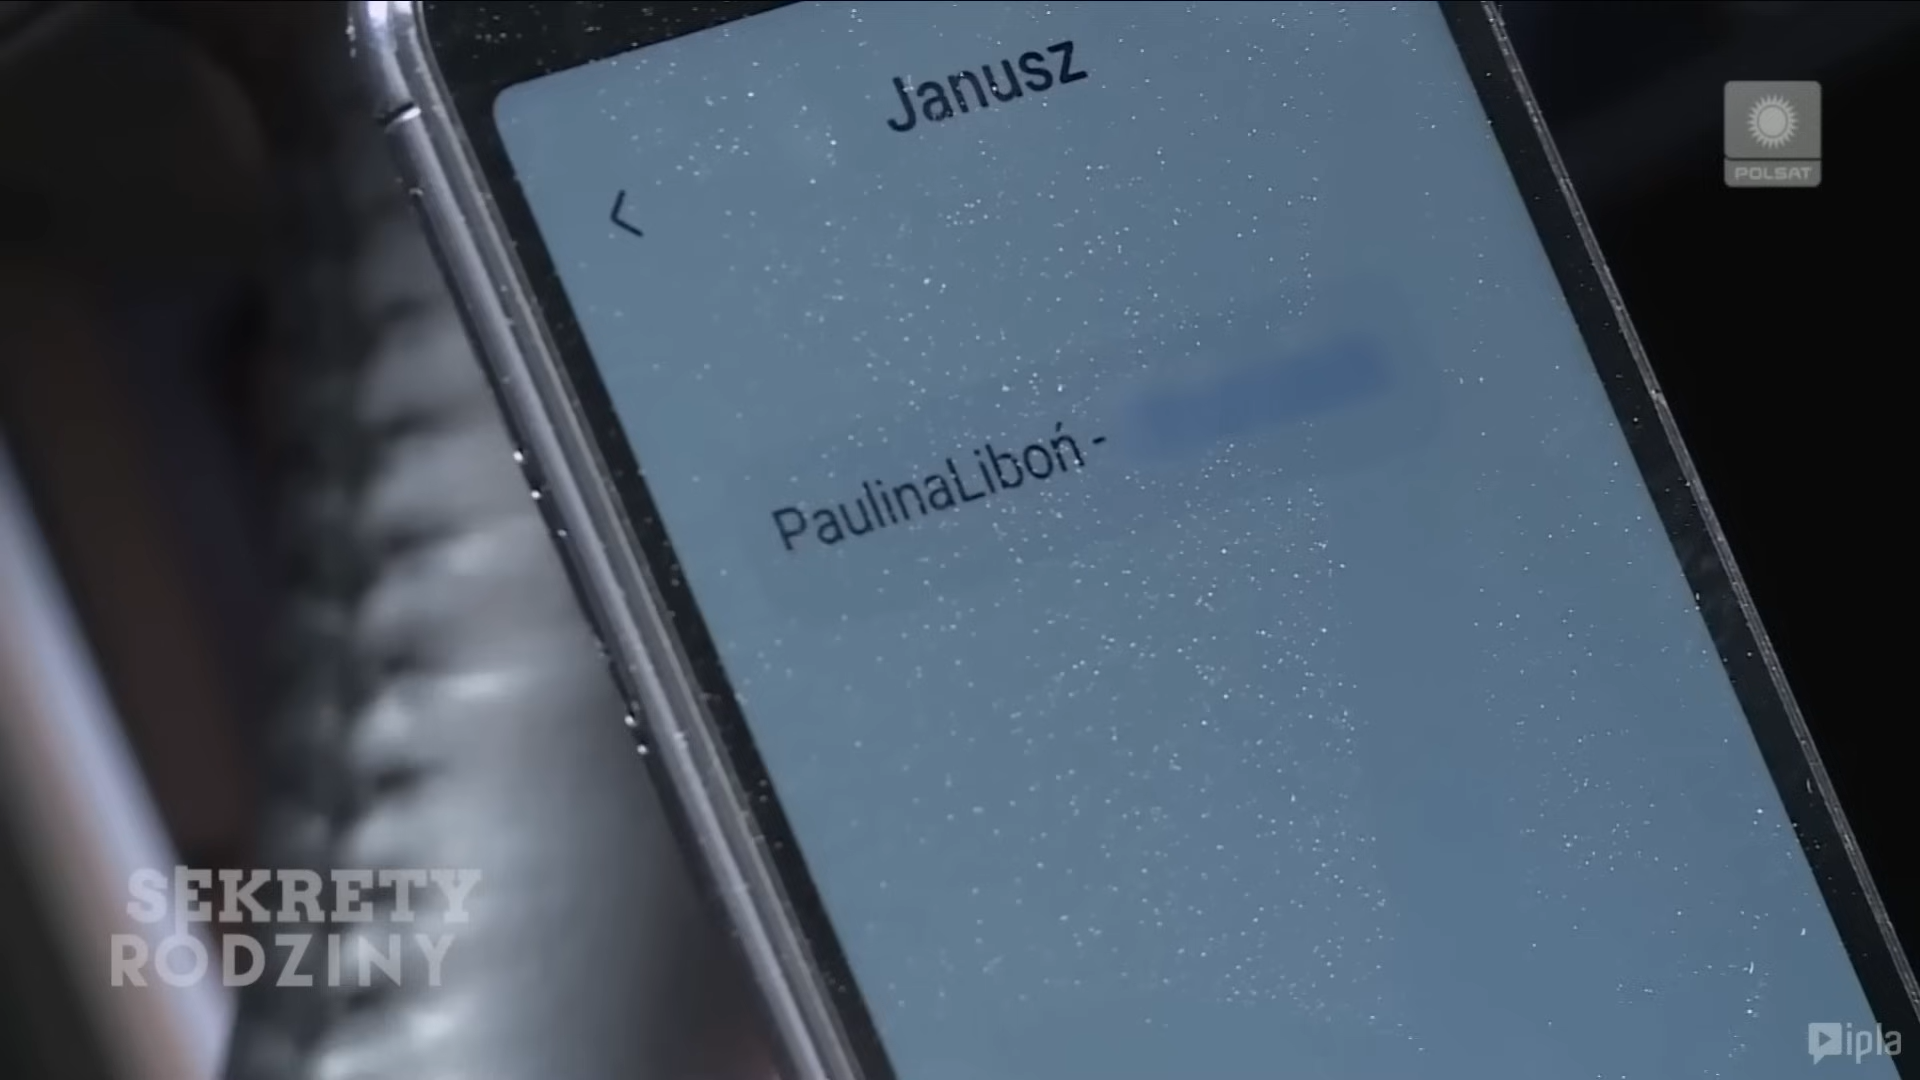 Janusz
POLSAT
PaulinaLiboń -
SEKRETY
RODZINY
ipla